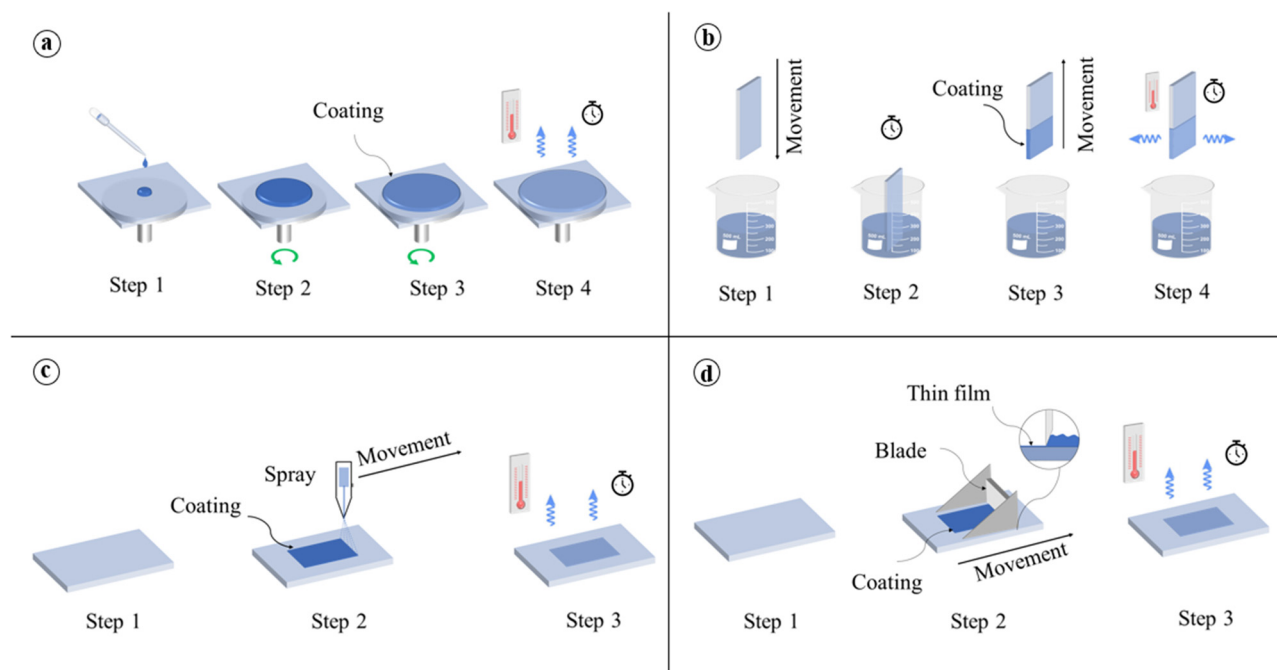 a
Coating
Step 1
Step 2
Step 3
Step 4
b
Movement
Coating
Movement
Step 1
Step 2
Step 3
Step 4
c
Spray
Movement
Coating
Step 1
Step 2
Step 3
d
Thin film
Blade
Coating
Movement
Step 1
Step 2
Step 3